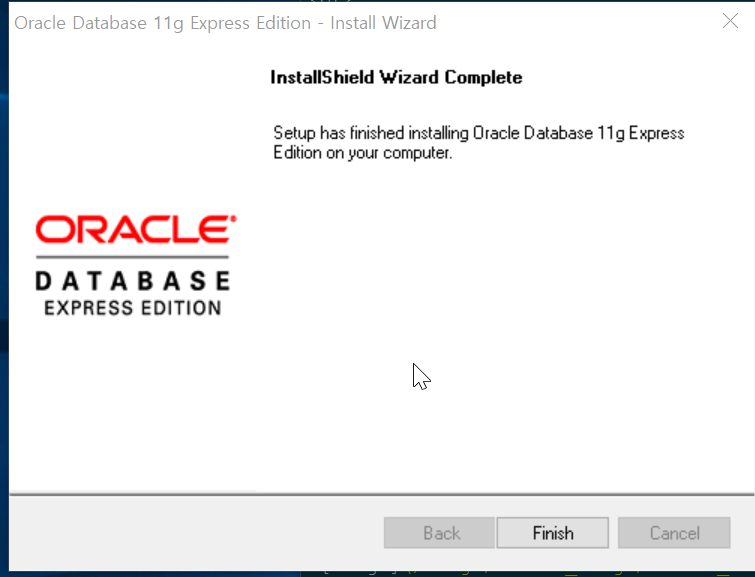 Oracle Database 11g Express Edition - Install Wizard
InstallShield Wizard Complete
Setup has finished installing Oracle Database 11g Express
Edition on your computer.
ORACLE®
DATABASE
EXPRESS EDITION
Back
Finish
Cancel